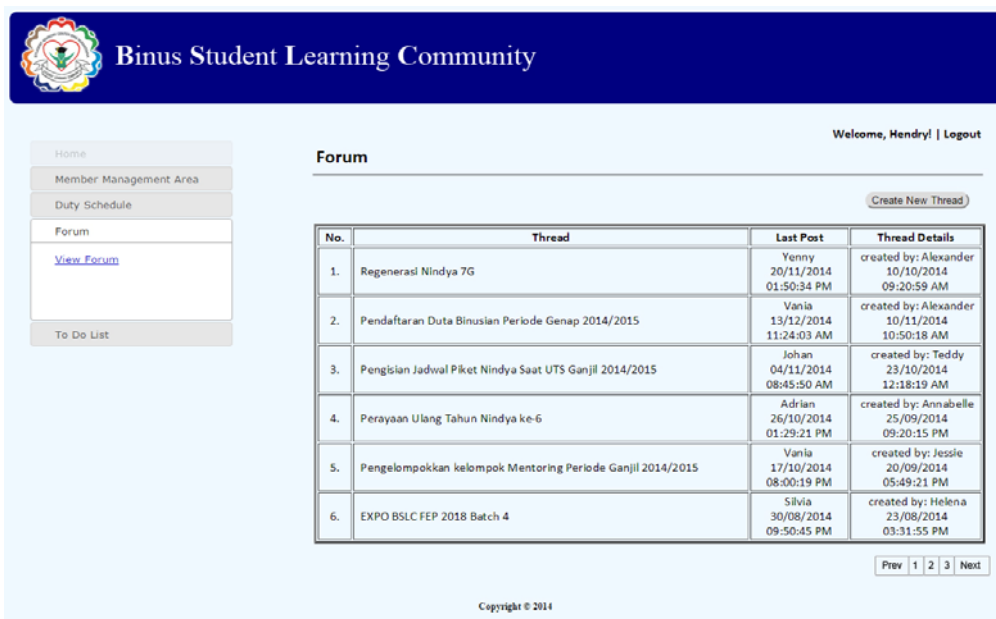 Binus Student Learning Community
Welcome, Hendry! | Logout
Home
Member Management Area
Duty Schedule
Forum
View Forum
To Do List
Forum
Create New Thread
No. Thread Last Post Thread Details
1. Regenerasi Nindya 7G Yenny 20/11/2014 01:50:34 PM created by: Alexander 10/10/2014 09:20:59 AM
2. Pendaftaran Duta Binusian Periode Genap 2014/2015 Vania 13/12/2014 11:24:03 AM created by: Alexander 10/11/2014 10:50:18 AM
3. Pengisian Jadwal Piket Nindya Saat UTS Ganjil 2014/2015 Johan 04/11/2014 08:45:50 AM created by: Teddy 23/10/2014 12:18:19 AM
4. Perayaan Ulang Tahun Nindya ke-6 Adrian 26/10/2014 01:29:21 PM created by: Annabelle 25/09/2014 09:20:15 PM
5. Pengelompokkan kelompok Mentoring Periode Ganjil 2014/2015 Vania 17/10/2014 08:00:19 PM created by: Jessie 20/09/2014 05:49:21 PM
6. EXPO BSLC FEP 2018 Batch 4 Silvia 30/08/2014 09:50:45 PM created by: Helena 23/08/2014 03:31:55 PM
Prev 1 2 3 Next
Copyright © 2014